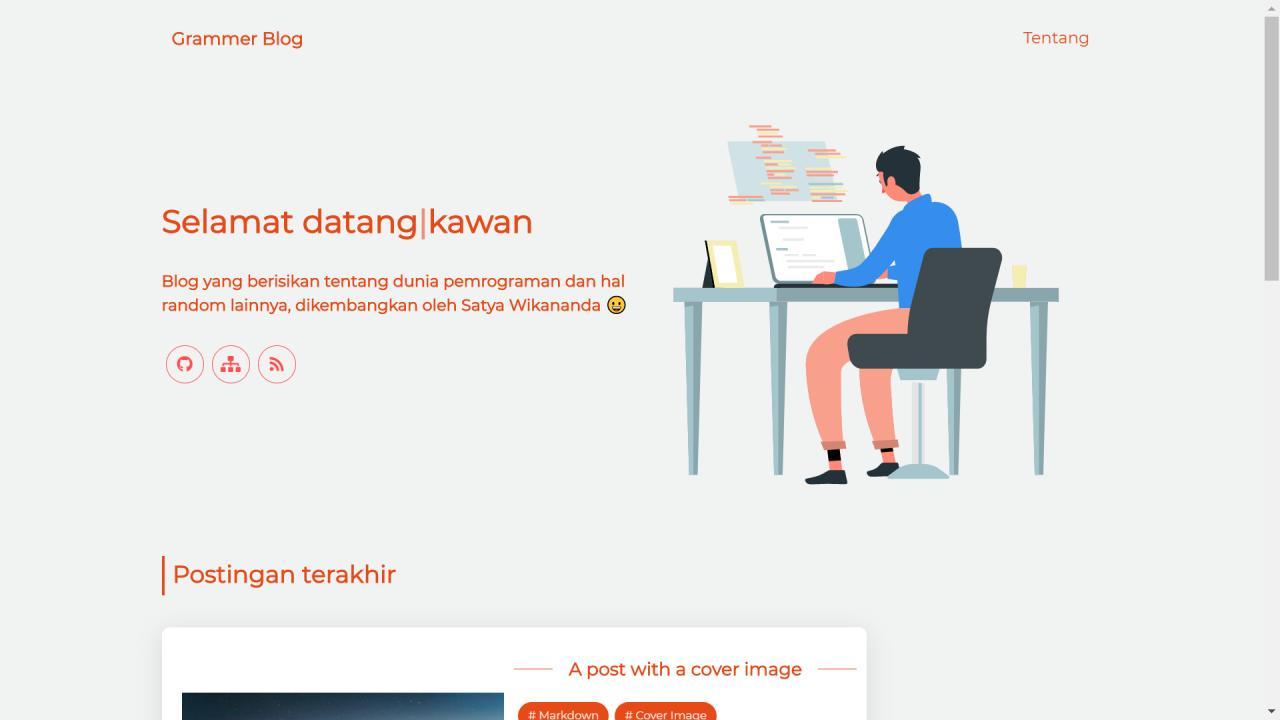 Grammer Blog
Tentang
Selamat datang|kawan
Blog yang berisikan tentang dunia pemrograman dan hal
random lainnya, dikembangkan oleh Satya Wikananda 😀
Postingan terakhir
A post with a cover image
# Markdown
# Cover Image